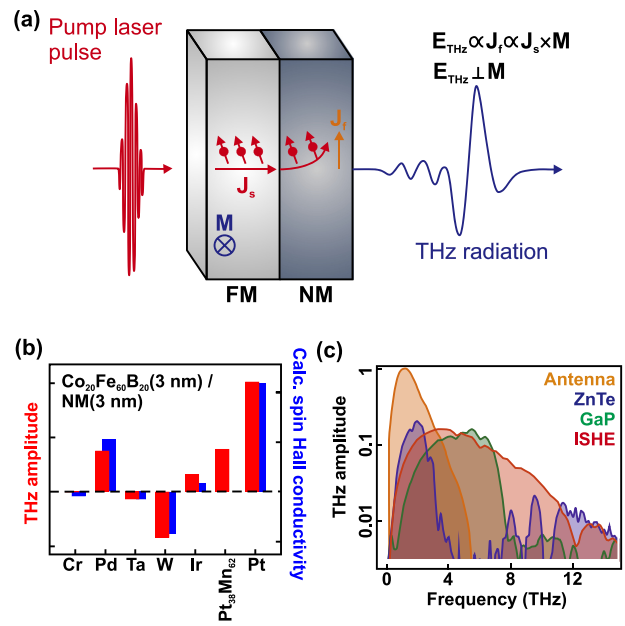 (a)
Pump laser
pulse
E_THz ∝ J_f ∝ J_s × M
E_THz ⊥ M
J_f
J_s
M
FM
NM
THz radiation
(b)
Co20Fe60B20(3 nm) /
NM(3 nm)
THz amplitude
Calc. spin Hall
conductivity
Cr
Pd
Ta
W
Ir
Pt38Mn62
Pt
(c)
Antenna
ZnTe
GaP
ISHE
THz amplitude
1
0.1
0.01
0
4
8
12
Frequency (THz)